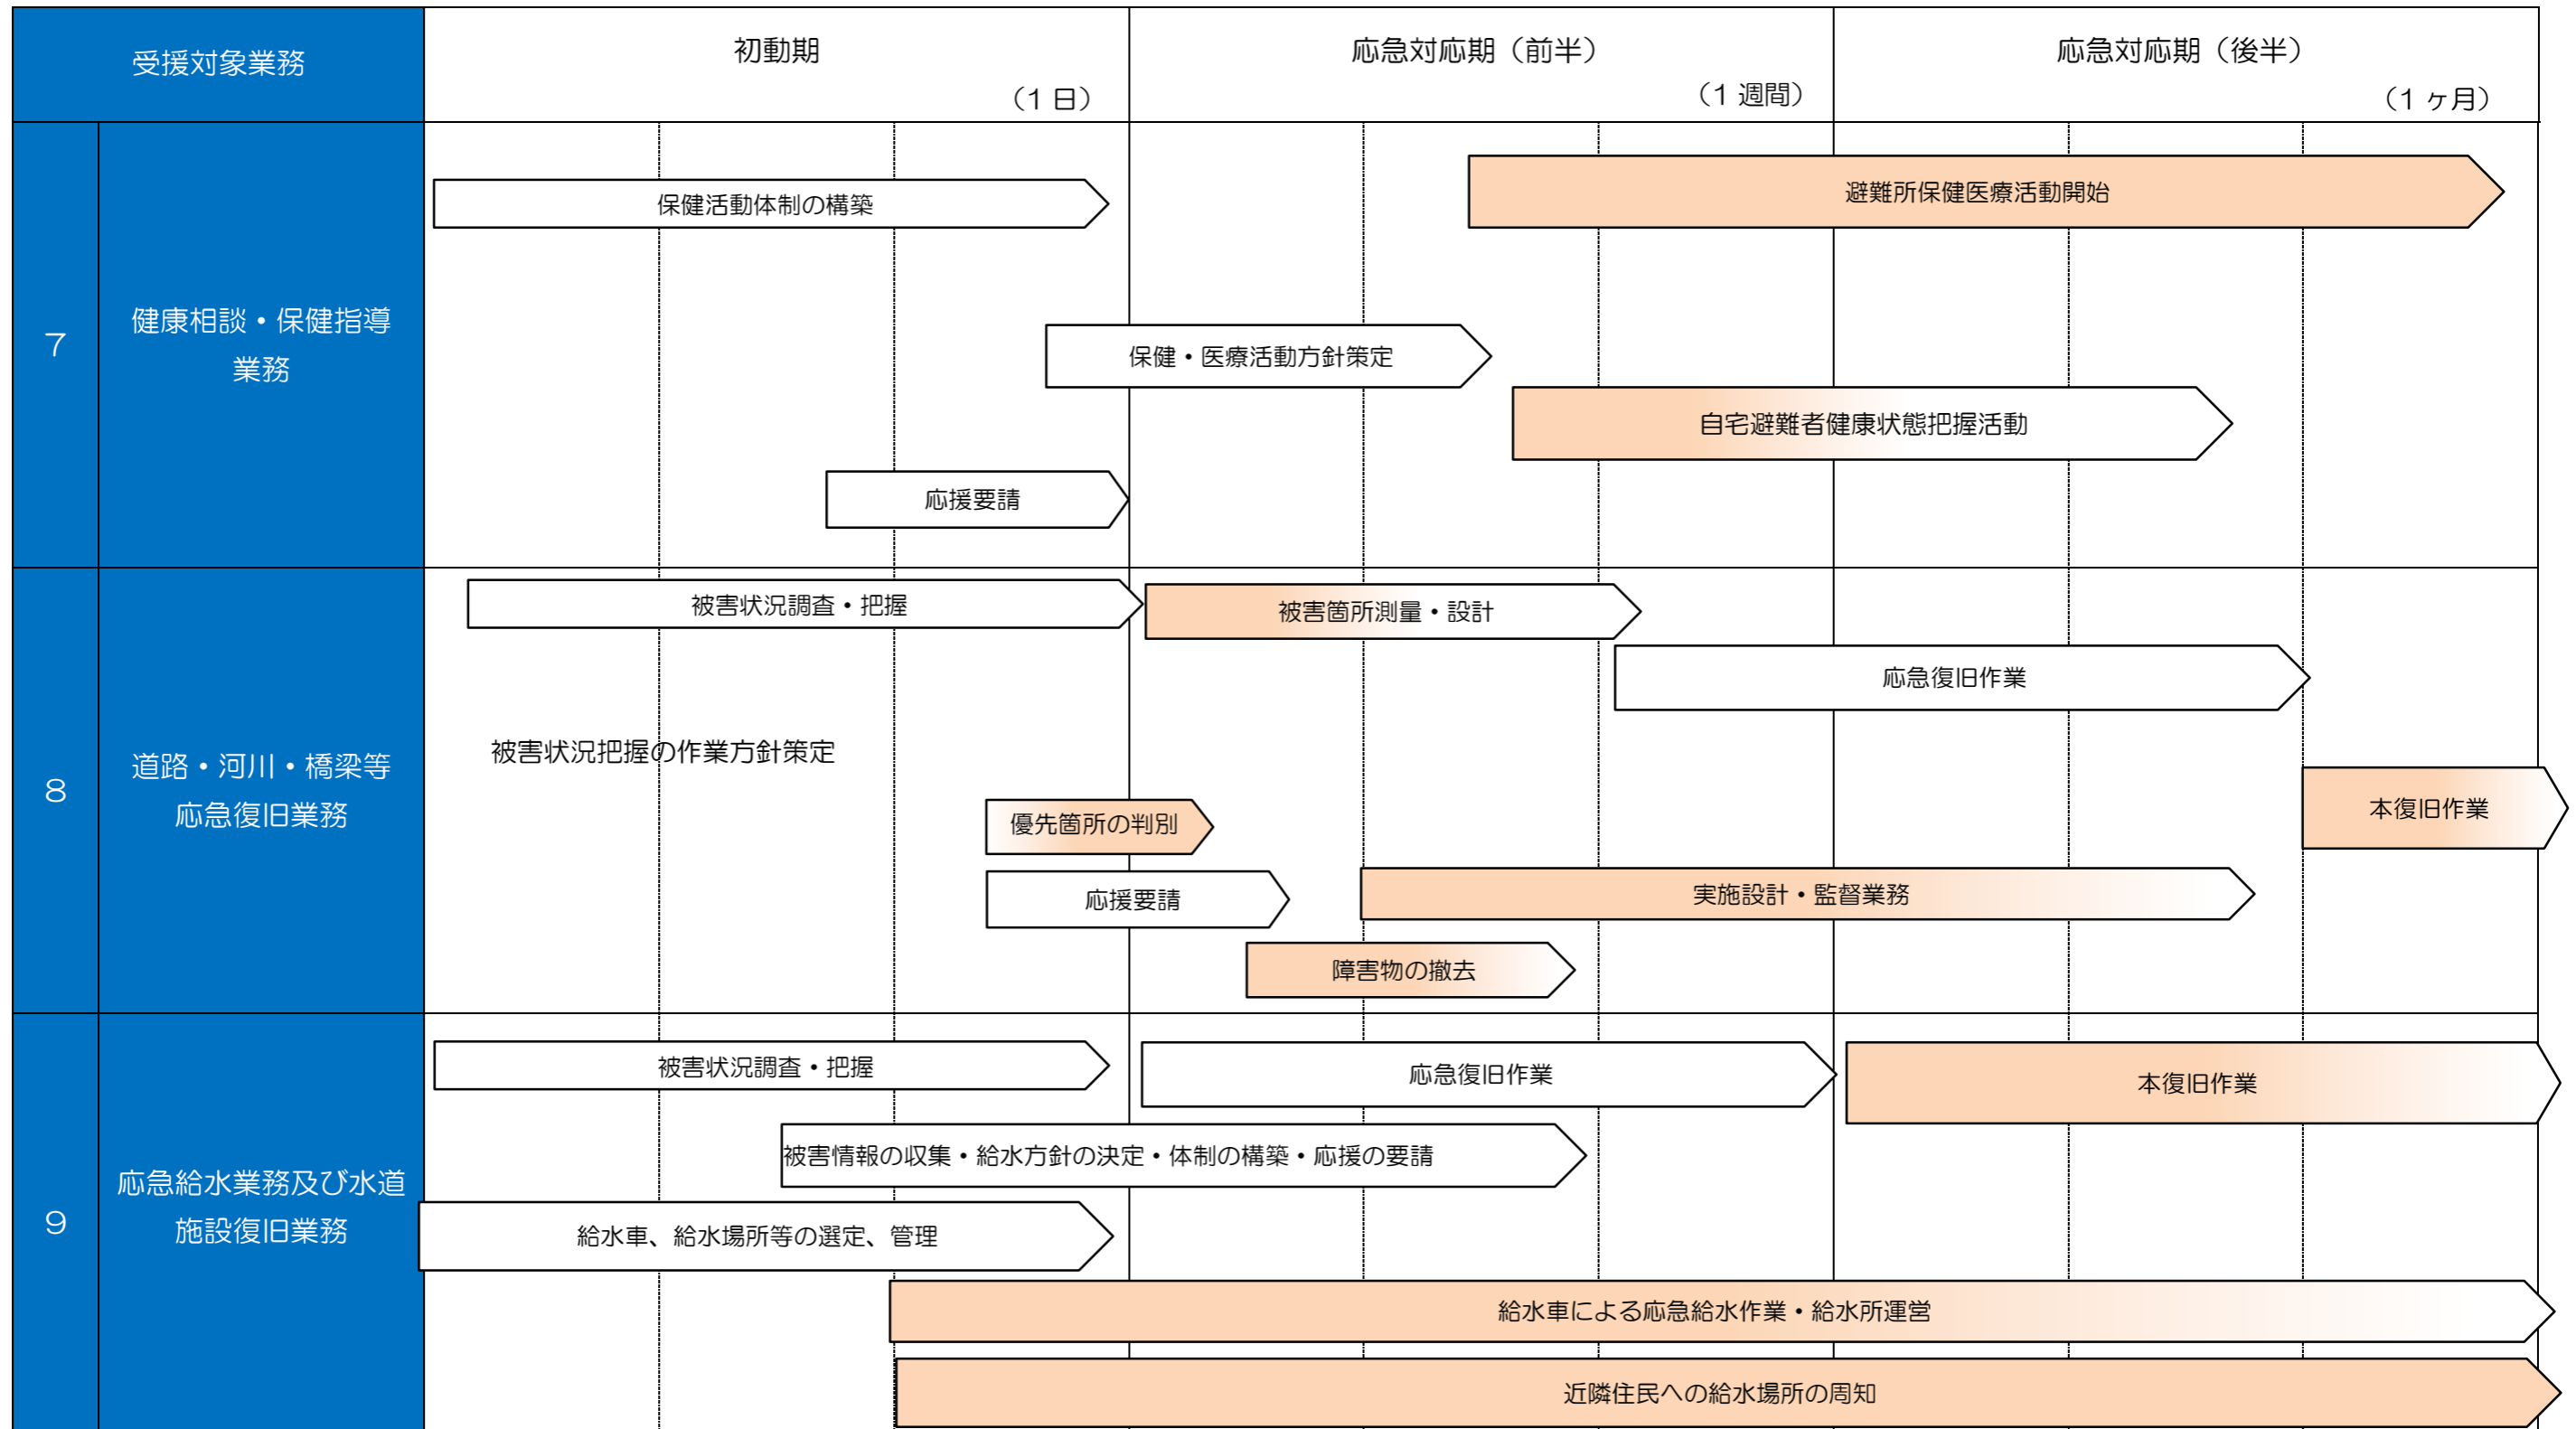 受援対象業務
初動期
（1 日）
応急対応期（前半）
（1 週間）
応急対応期（後半）
（1 ヶ月）
7
健康相談・保健指導
業務
保健活動体制の構築
避難所保健医療活動開始
保健・医療活動方針策定
自宅避難者健康状態把握活動
応援要請
8
道路・河川・橋梁等
応急復旧業務
被害状況調査・把握
被害箇所測量・設計
応急復旧作業
被害状況把握の作業方針策定
本復旧作業
優先箇所の判別
実施設計・監督業務
応援要請
障害物の撤去
9
応急給水業務及び水道
施設復旧業務
被害状況調査・把握
応急復旧作業
本復旧作業
被害情報の収集・給水方針の決定・体制の構築・応援の要請
給水車、給水場所等の選定、管理
給水車による応急給水作業・給水所運営
近隣住民への給水場所の周知